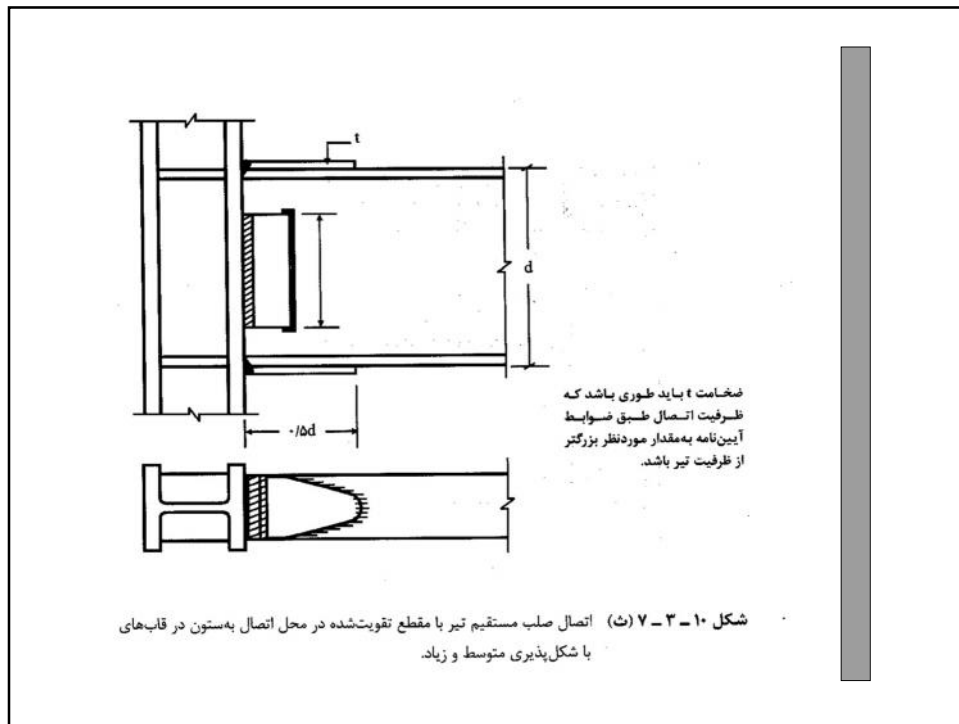 t
d
ضخامت t باید طوری باشد که
ظرفیت اتصال طبق ضوابط
آیین‌نامه به‌مقدار موردنظر بزرگتر
از ظرفیت تیر باشد.
۰/۵d
شکل ۱۰ ـ ۳ ـ ۷ (ث) اتصال صلب مستقیم تیر با مقطع تقویت‌شده در محل اتصال به‌ستون در قاب‌های
با شکل‌پذیری متوسط و زیاد.